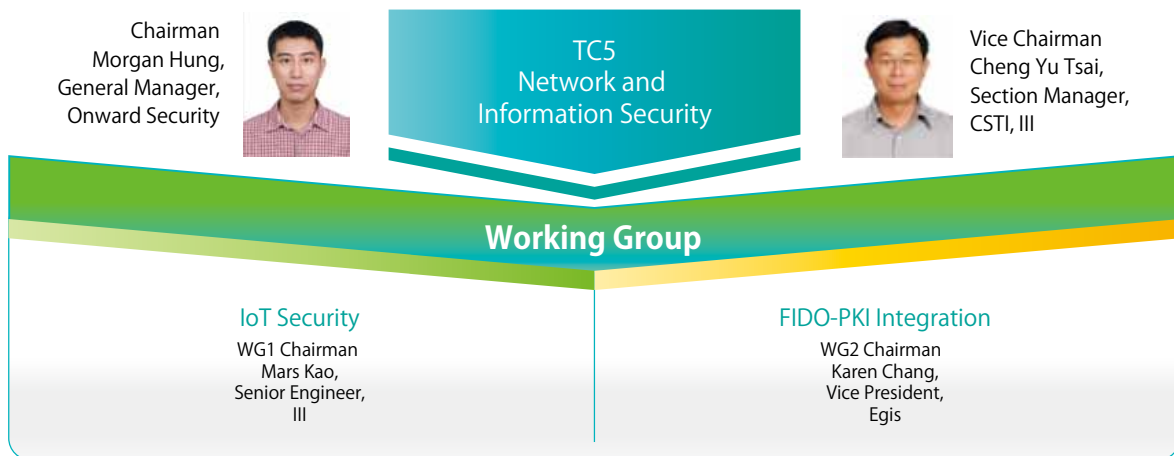 Chairman
Morgan Hung,
General Manager,
Onward Security
TC5
Network and
Information Security
Vice Chairman
Cheng Yu Tsai,
Section Manager,
CSTI, III
Working Group
IoT Security
WG1 Chairman
Mars Kao,
Senior Engineer,
III
FIDO-PKI Integration
WG2 Chairman
Karen Chang,
Vice President,
Egis